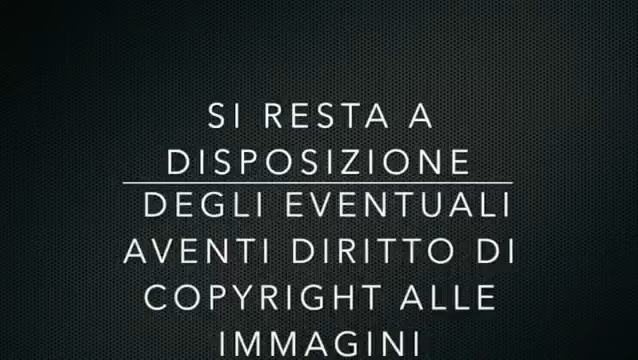 SI RESTA A
DISPOSIZIONE
DEGLI EVENTUALI
AVENTI DIRITTO DI
COPYRIGHT ALLE
IMMAGINI